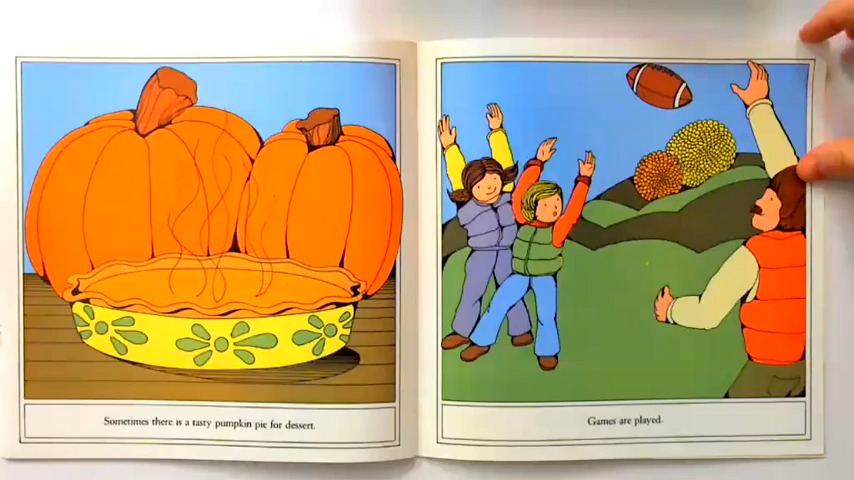 Sometimes there is a tasty pumpkin pie for dessert.
Games are played.